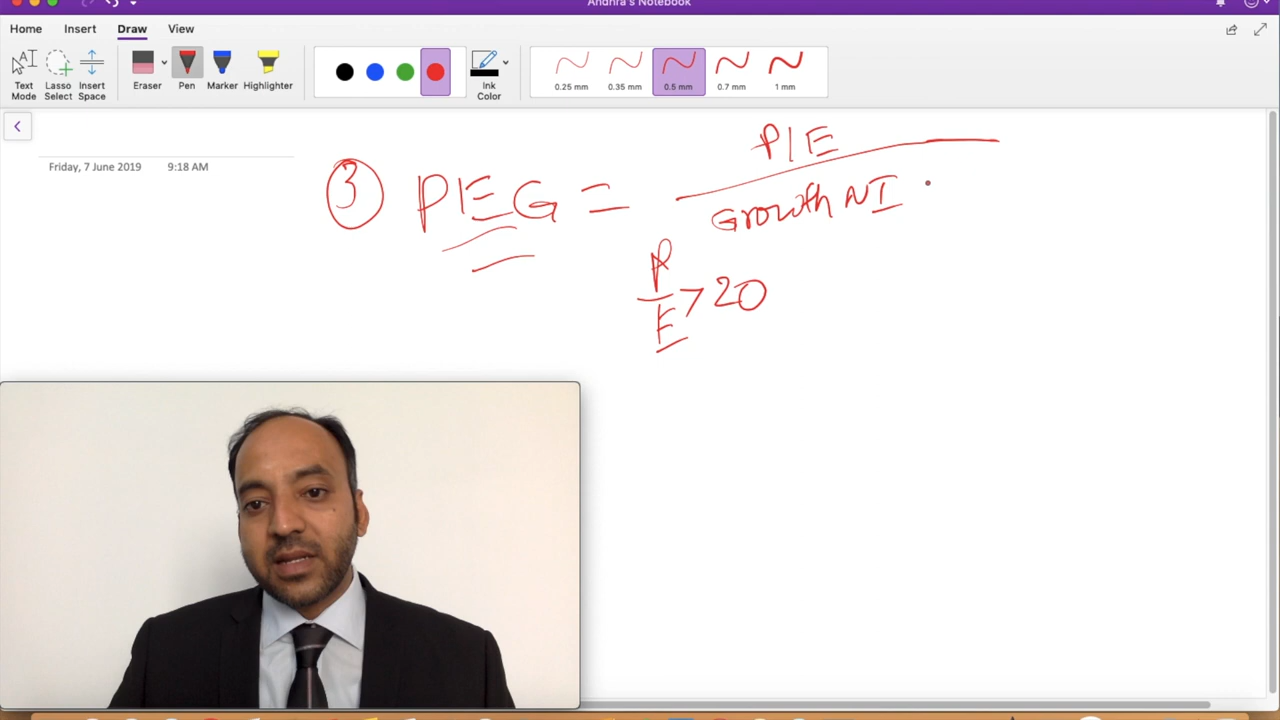 Andhra's Notebook
Home Insert Draw View
Text Mode
Lasso Select
Insert Space
Eraser
Pen
Marker
Highlighter
Ink Color
0.25 mm
0.35 mm
0.5 mm
0.7 mm
1 mm
Friday, 7 June 2019 9:18 AM
③ PEG = P/E
Growth NI
P
E > 20